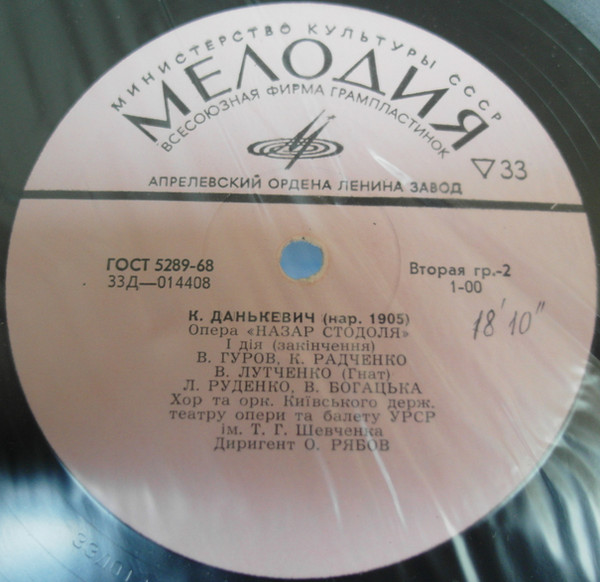 МИНИСТЕРСТВО КУЛЬТУРЫ СССР
МЕЛОДИЯ
ВСЕСОЮЗНАЯ ФИРМА ГРАМПЛАСТИНОК
33
АПРЕЛЕВСКИЙ ОРДЕНА ЛЕНИНА ЗАВОД
ГОСТ 5289-68
33Д—014408
Вторая гр.-2
1-00
18' 10"
К. ДАНЬКЕВИЧ (нар. 1905)
Опера «НАЗАР СТОДОЛЯ»
I дія (закінчення)
В. ГУРОВ, К. РАДЧЕНКО
В. ЛУТЧЕНКО (Гнат)
Л. РУДЕНКО, В. БОГАЦЬКА
Хор та орк. Київського держ.
театру опери та балету УРСР
ім. Т. Г. Шевченка
Диригент О. РЯБОВ